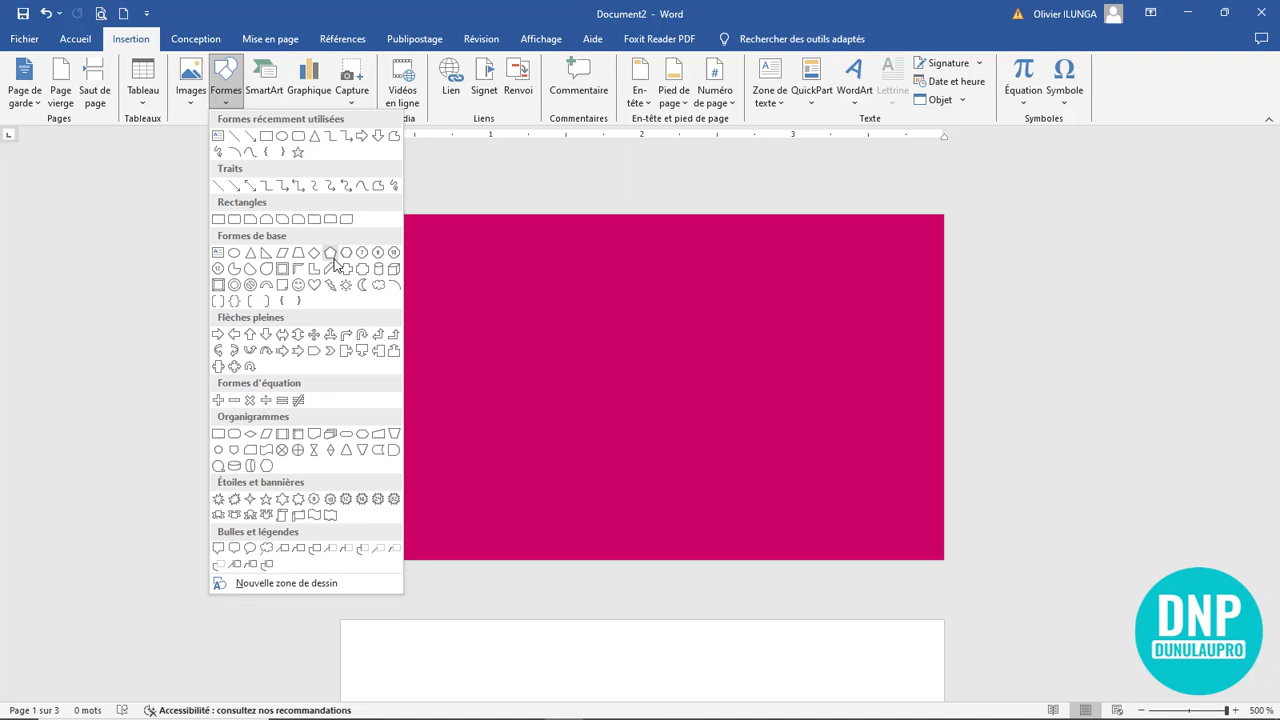 Document2 - Word
Olivier ILUNGA
Fichier
Accueil
Insertion
Conception
Mise en page
Références
Publipostage
Révision
Affichage
Aide
Foxit Reader PDF
Rechercher des outils adaptés
Page de garde
Page vierge
Saut de page
Pages
Tableau
Tableaux
Images
Formes
SmartArt
Graphique
Capture
Vidéos en ligne
dia
Lien
Signet
Renvoi
Liens
Commentaire
Commentaires
En-tête
Pied de page
Numéro de page
En-tête et pied de page
Zone de texte
QuickPart
WordArt
Lettrine
Signature
Date et heure
Objet
Texte
Équation
Symbole
Symboles
L
1
2
3
Formes récemment utilisées
Traits
Rectangles
Formes de base
Flèches pleines
Formes d'équation
Organigrammes
Étoiles et bannières
Bulles et légendes
Nouvelle zone de dessin
DNP
DUNULAUPRO
Page 1 sur 3
0 mots
Accessibilité : consultez nos recommandations
500 %